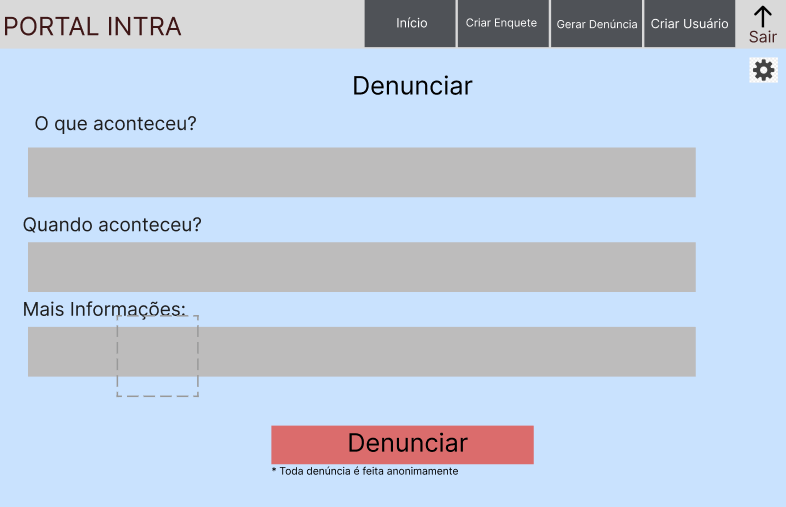 PORTAL INTRA
Início
Criar Enquete
Gerar Denúncia
Criar Usuário
Sair
Denunciar
O que aconteceu?
Quando aconteceu?
Mais Informações:
Denunciar
* Toda denúncia é feita anonimamente